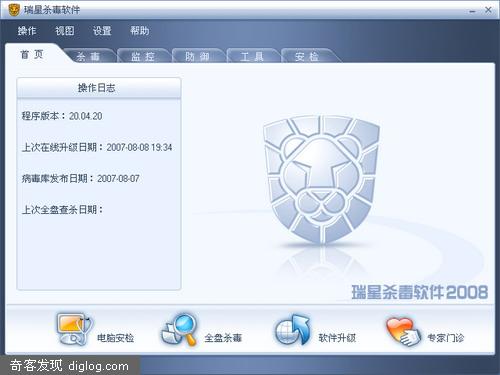 瑞星杀毒软件
操作 视图 设置 帮助
首 页 杀 毒 监 控 防 御 工 具 安 检
操作日志
程序版本：20.04.20
上次在线升级日期：2007-08-08 19:34
病毒库发布日期：2007-08-07
上次全盘查杀日期：
瑞星杀毒软件2008
电脑安检 全盘杀毒 软件升级 专家门诊
奇客发现 diglog.com